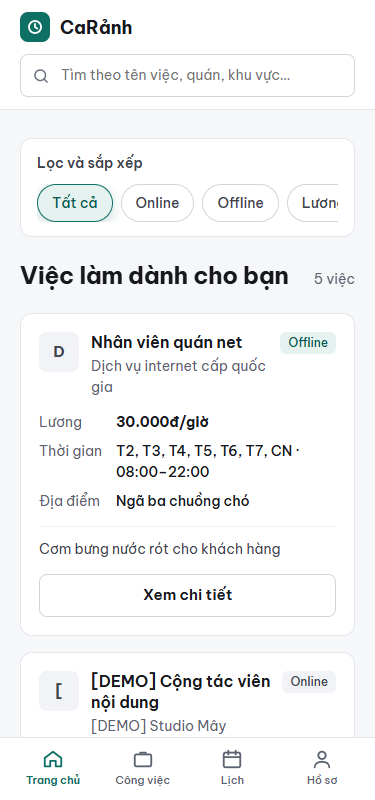 CaRảnh
Tìm theo tên việc, quán, khu vực...
Lọc và sắp xếp
Tất cả
Online
Offline
Lương
Việc làm dành cho bạn
5 việc
D
Nhân viên quán net
Offline
Dịch vụ internet cấp quốc
gia
Lương 30.000đ/giờ
Thời gian T2, T3, T4, T5, T6, T7, CN ·
08:00–22:00
Địa điểm Ngã ba chuồng chó
Cơm bưng nước rót cho khách hàng
Xem chi tiết
[
[DEMO] Cộng tác viên
nội dung
Online
[DEMO] Studio Mây
Trang chủ
Công việc
Lịch
Hồ sơ